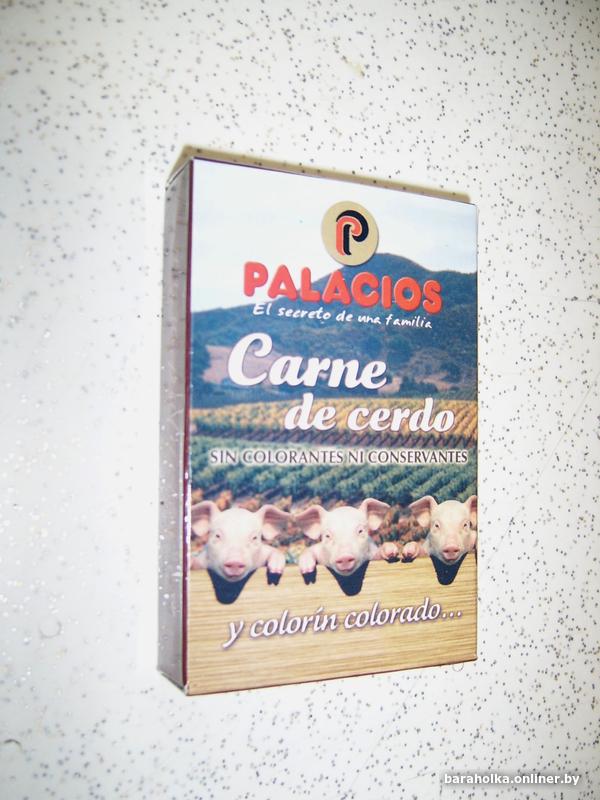 P
PALACIOS
El secreto de una familia
Carne
de cerdo
SIN COLORANTES NI CONSERVANTES
y colorín colorado...
baraholka.onliner.by